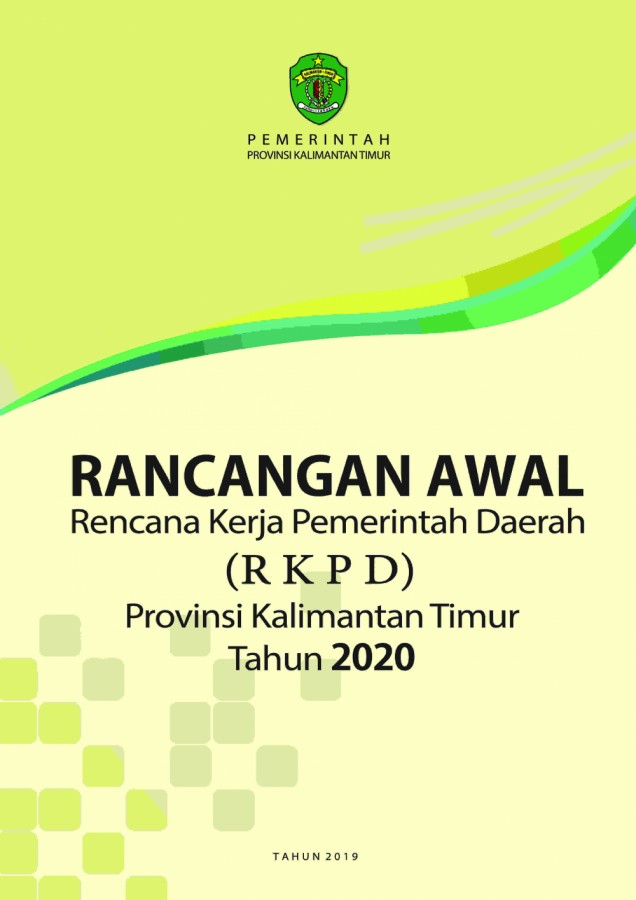 PEMERINTAH
PROVINSI KALIMANTAN TIMUR
RANCANGAN AWAL
Rencana Kerja Pemerintah Daerah
(R K P D)
Provinsi Kalimantan Timur
Tahun 2020
TAHUN 2019